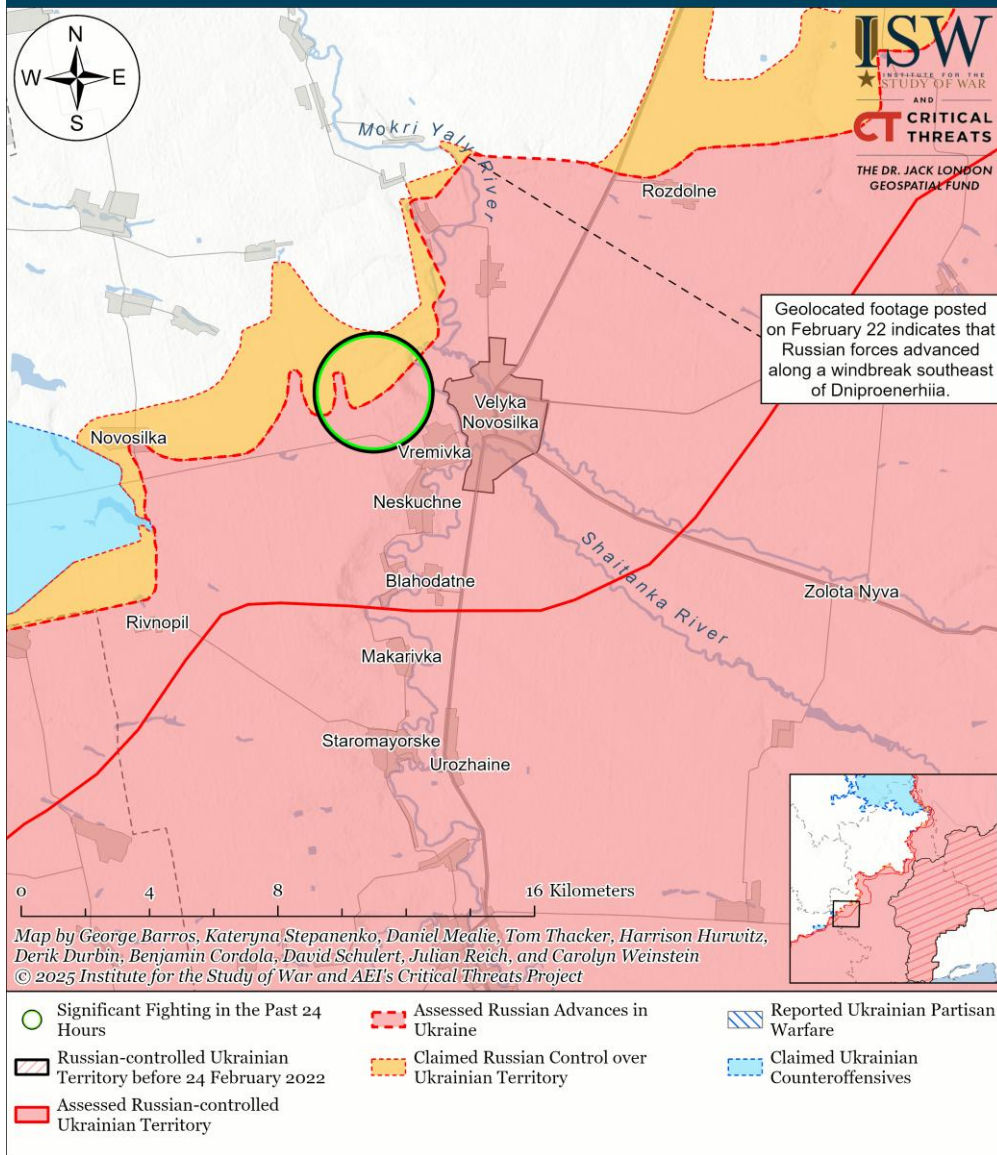 N
W E
S
ISW
INSTITUTE FOR THE
STUDY OF WAR
AND
CT CRITICAL
THREATS
THE DR. JACK LONDON
GEOSPATIAL FUND
Mokri Yaly River
Rozdolne
Geolocated footage posted
on February 22 indicates that
Russian forces advanced
along a windbreak southeast
of Dniproenerhiia.
Velyka
Novosilka
Novosilka
Vremivka
Neskuchne
Shaitanka River
Blahodatne
Zolota Nyva
Rivnopil
Makarivka
Staromayorske
Urozhaine
0 4 8 16 Kilometers
Map by George Barros, Kateryna Stepanenko, Daniel Mealie, Tom Thacker, Harrison Hurwitz,
Derik Durbin, Benjamin Cordola, David Schulert, Julian Reich, and Carolyn Weinstein
© 2025 Institute for the Study of War and AEI's Critical Threats Project
Significant Fighting in the Past 24
Hours
Russian-controlled Ukrainian
Territory before 24 February 2022
Assessed Russian-controlled
Ukrainian Territory
Assessed Russian Advances in
Ukraine
Claimed Russian Control over
Ukrainian Territory
Reported Ukrainian Partisan
Warfare
Claimed Ukrainian
Counteroffensives